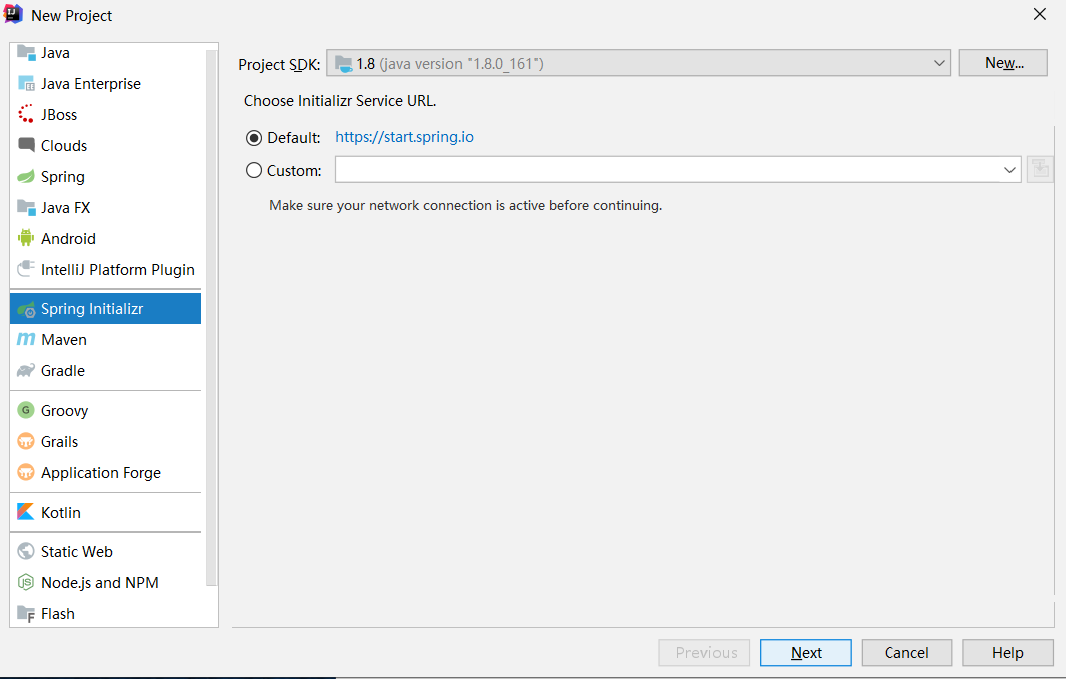 New Project
Java
Java Enterprise
JBoss
Clouds
Spring
Java FX
Android
IntelliJ Platform Plugin
Spring Initializr
Maven
Gradle
Groovy
Grails
Application Forge
Kotlin
Static Web
Node.js and NPM
Flash
Project SDK: 1.8 (java version "1.8.0_161") New...
Choose Initializr Service URL.
Default: https://start.spring.io
Custom:
Make sure your network connection is active before continuing.
Previous Next Cancel Help